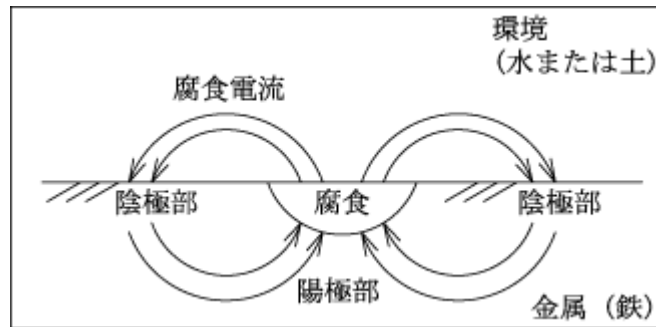 環境
(水または土)
腐食電流
陰極部
腐食
陰極部
陽極部
金属（鉄）